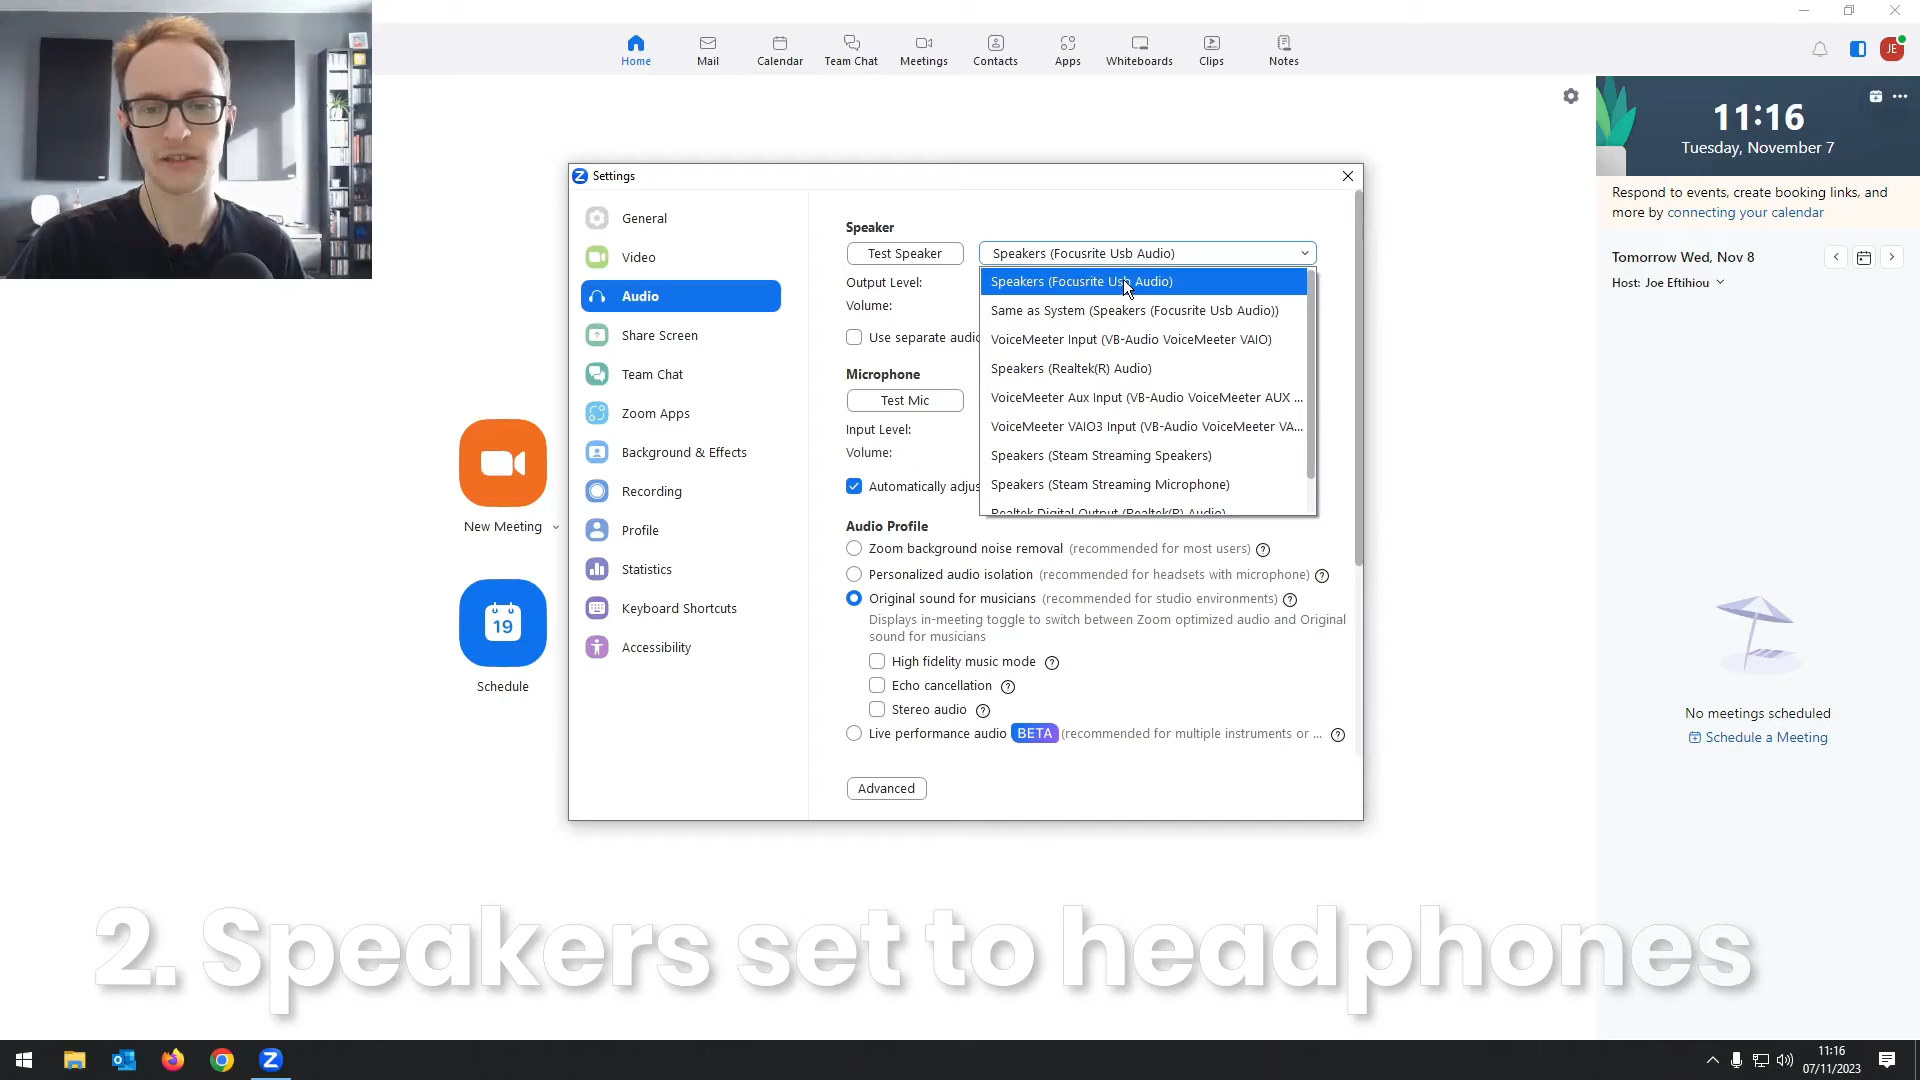 Home
Mail
Calendar
Team Chat
Meetings
Contacts
Apps
Whiteboards
Clips
Notes
JE
11:16
Tuesday, November 7
Respond to events, create booking links, and
more by connecting your calendar
Tomorrow Wed, Nov 8
Host: Joe Eftihiou
No meetings scheduled
Schedule a Meeting
New Meeting
19
Schedule
Settings
General
Video
Audio
Share Screen
Team Chat
Zoom Apps
Background & Effects
Recording
Profile
Statistics
Keyboard Shortcuts
Accessibility
Speaker
Test Speaker
Speakers (Focusrite Usb Audio)
Speakers (Focusrite Usb Audio)
Same as System (Speakers (Focusrite Usb Audio))
VoiceMeeter Input (VB-Audio VoiceMeeter VAIO)
Speakers (Realtek(R) Audio)
VoiceMeeter Aux Input (VB-Audio VoiceMeeter AUX ...
VoiceMeeter VAIO3 Input (VB-Audio VoiceMeeter VA...
Speakers (Steam Streaming Speakers)
Speakers (Steam Streaming Microphone)
Realtek Digital Output (Realtek(R) Audio)
Output Level:
Volume:
Use separate audio
Microphone
Test Mic
Input Level:
Volume:
Automatically adjus
Audio Profile
Zoom background noise removal (recommended for most users)
Personalized audio isolation (recommended for headsets with microphone)
Original sound for musicians (recommended for studio environments)
Displays in-meeting toggle to switch between Zoom optimized audio and Original
sound for musicians
High fidelity music mode
Echo cancellation
Stereo audio
Live performance audio BETA (recommended for multiple instruments or ...
Advanced
2. Speakers set to headphones
11:16
07/11/2023